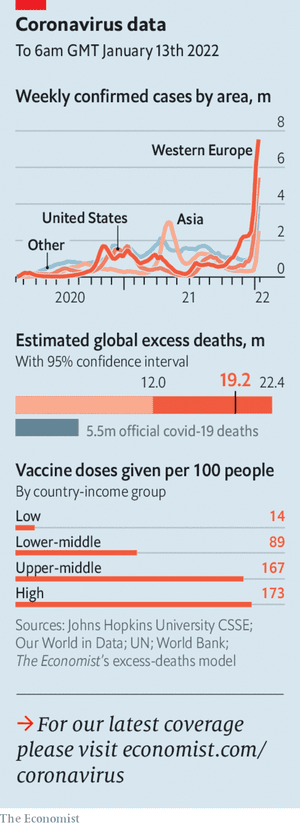 Coronavirus data
To 6am GMT January 13th 2022
Weekly confirmed cases by area, m
8
Western Europe
6
4
United States
Asia
2
Other
0
2020
21
22
Estimated global excess deaths, m
With 95% confidence interval
12.0
19.2
22.4
5.5m official covid-19 deaths
Vaccine doses given per 100 people
By country-income group
Low 14
Lower-middle 89
Upper-middle 167
High 173
Sources: Johns Hopkins University CSSE;
Our World in Data; UN; World Bank;
The Economist’s excess-deaths model
→ For our latest coverage
please visit economist.com/
coronavirus
The Economist